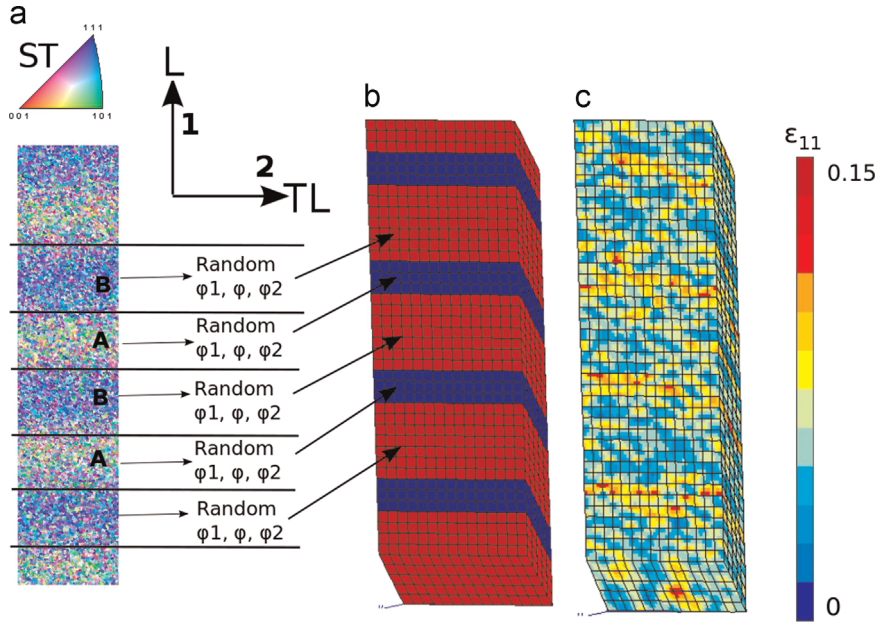 a
111
ST
001
101
L
1
2
TL
b
c
ε11
0.15
0
B
Random
φ1, φ, φ2
A
Random
φ1, φ, φ2
B
Random
φ1, φ, φ2
A
Random
φ1, φ, φ2
Random
φ1, φ, φ2